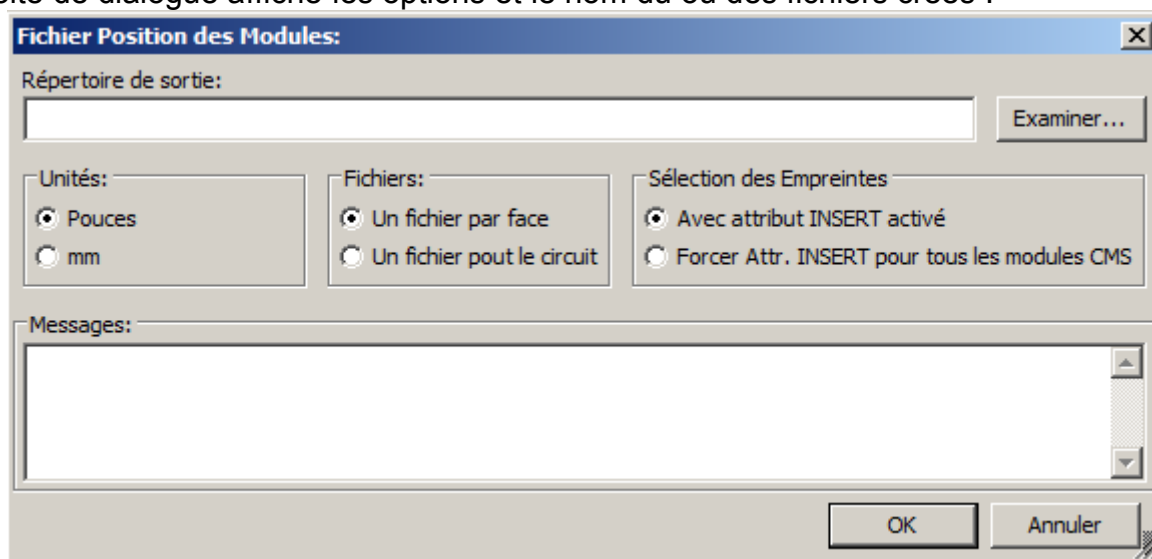 Fichier Position des Modules:
Répertoire de sortie:
Examiner...
Unités:
Pouces
mm
Fichiers:
Un fichier par face
Un fichier pout le circuit
Sélection des Empreintes
Avec attribut INSERT activé
Forcer Attr. INSERT pour tous les modules CMS
Messages:
OK
Annuler